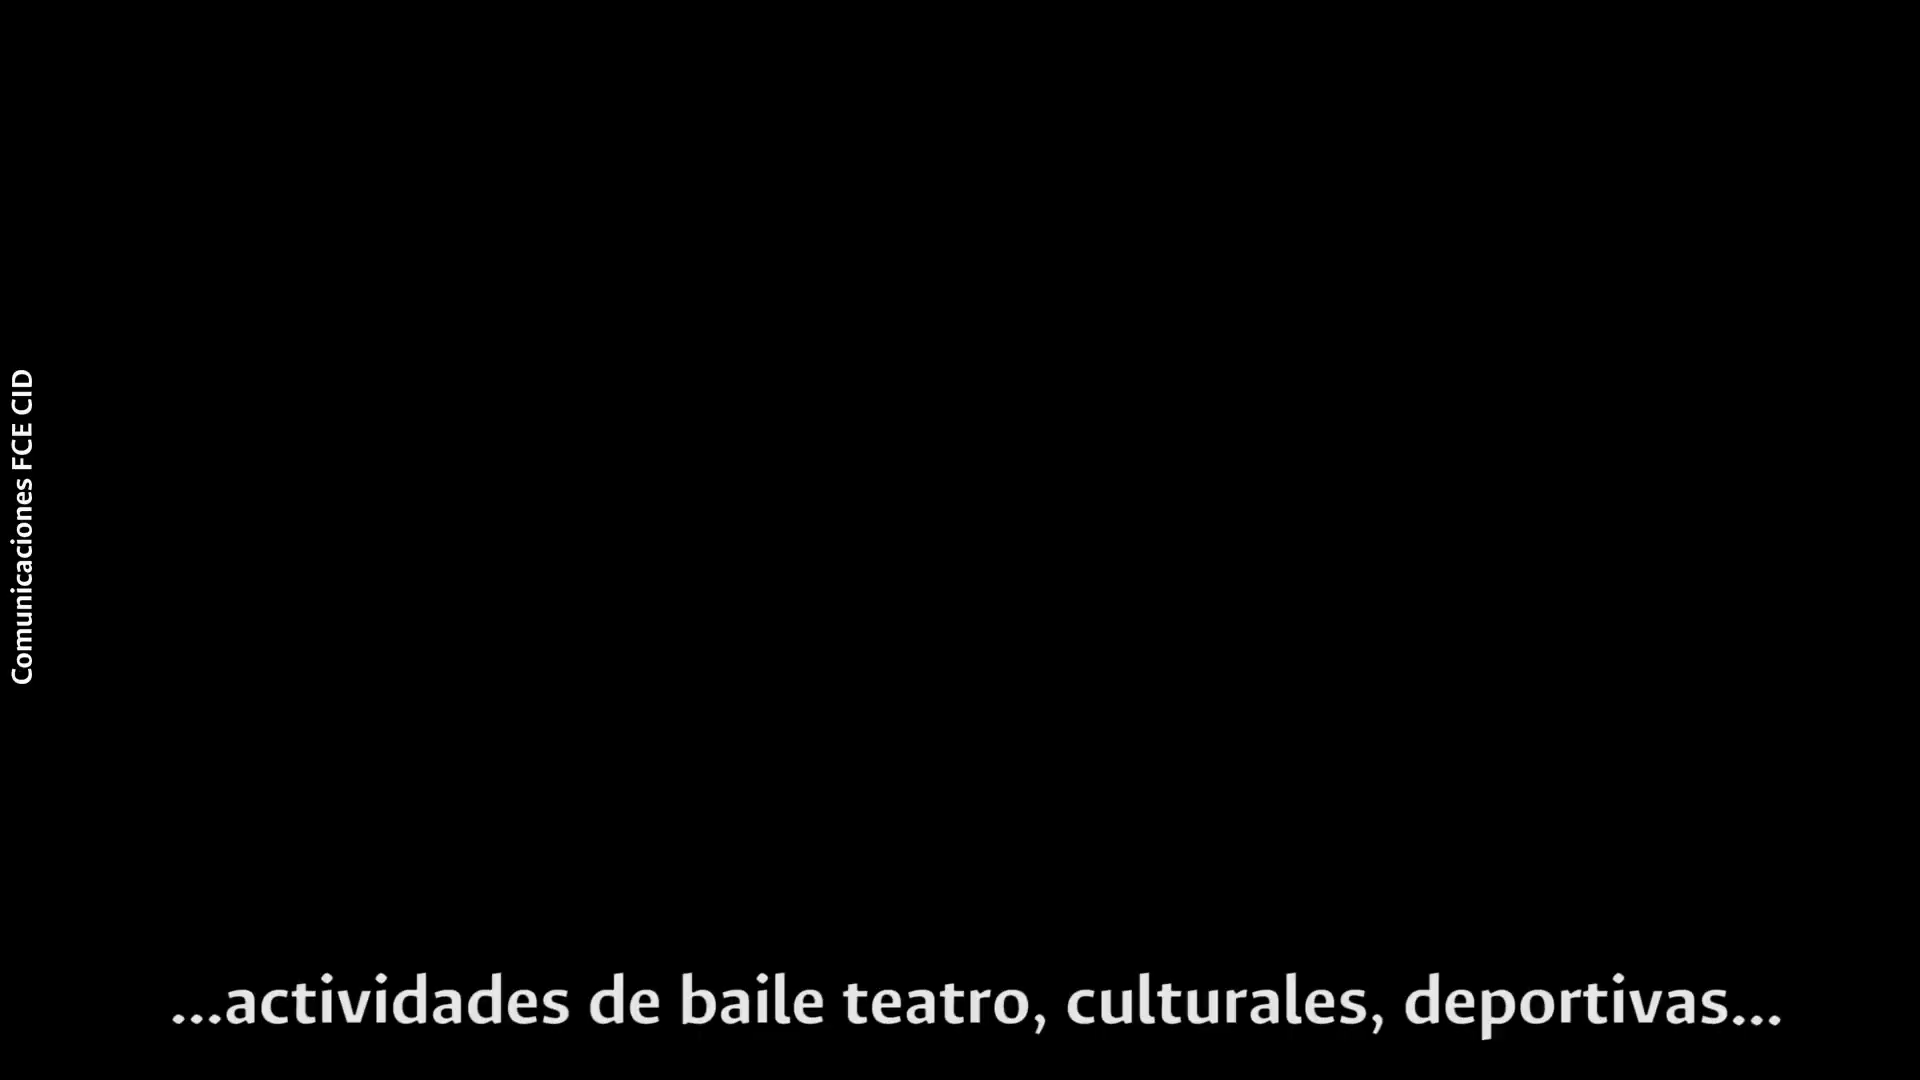 Comunicaciones FCE CID
...actividades de baile teatro, culturales, deportivas...